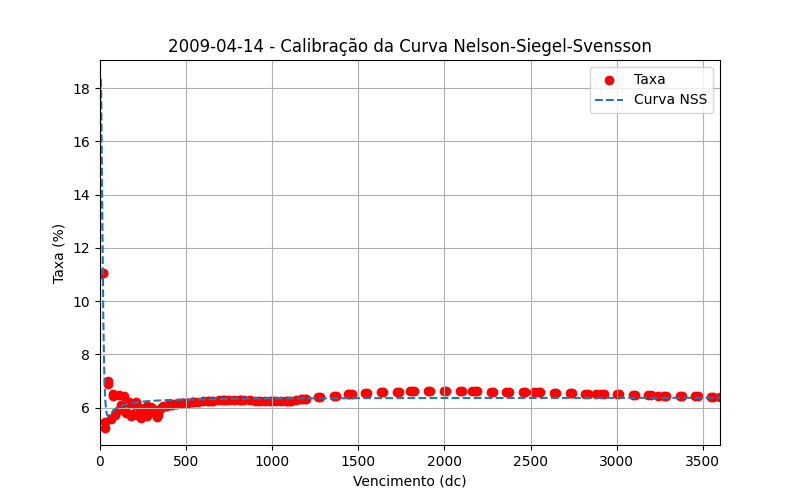 2009-04-14 - Calibração da Curva Nelson-Siegel-Svensson
Taxa
Curva NSS
Taxa (%)
18
16
14
12
10
8
6
0 500 1000 1500 2000 2500 3000 3500
Vencimento (dc)